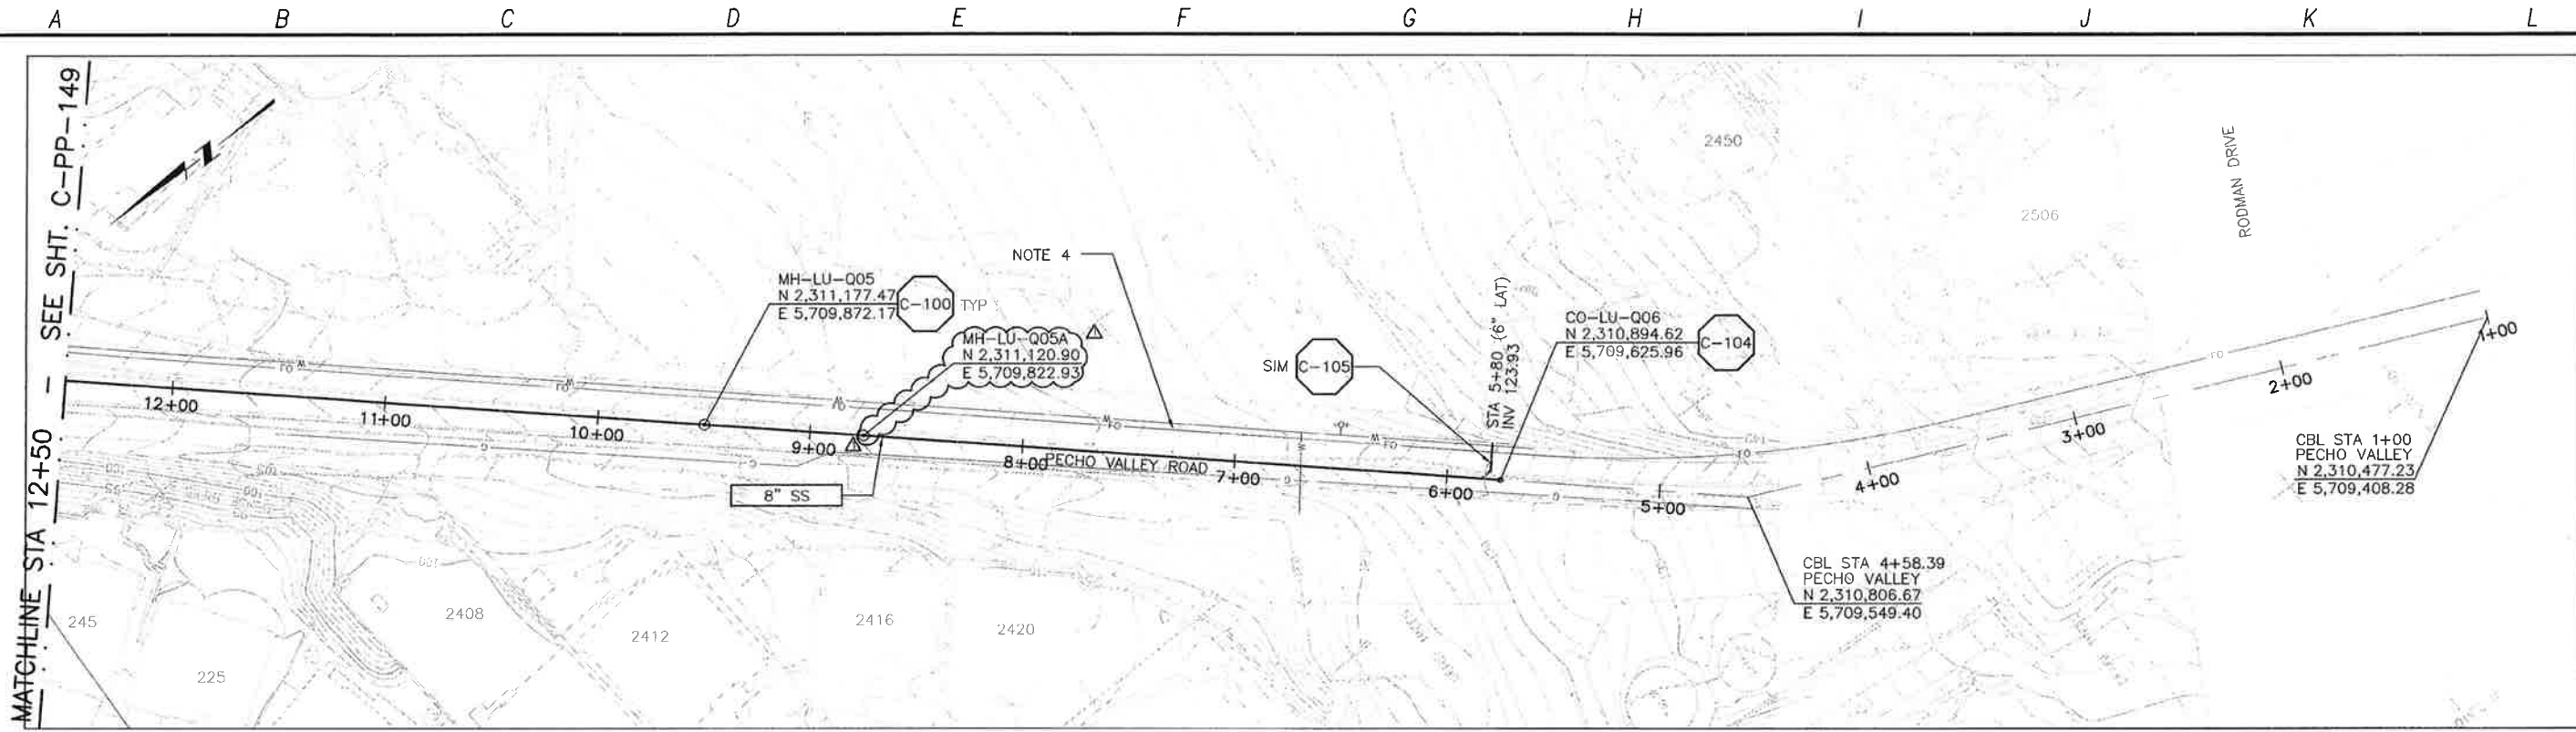 A B C D E F G H I J K L
MATCHLINE STA 12+50 - SEE SHT. C-PP-149
MH-LU-Q05
N 2,311,177.47
E 5,709,872.17
C-100
TYP
MH-LU-Q05A
N 2,311,120.90
E 5,709,822.93
1
NOTE 4
SIM
C-105
STA 5+80 (6" LAT)
INV 123.93
CO-LU-Q06
N 2,310,894.62
E 5,709,625.96
C-104
2450
2506
RODMAN DRIVE
12+00
11+00
10+00
9+00
8+00
PECHO VALLEY ROAD
7+00
6+00
5+00
4+00
3+00
2+00
1+00
8" SS
CBL STA 1+00
PECHO VALLEY
N 2,310,477.23
E 5,709,408.28
CBL STA 4+58.39
PECHO VALLEY
N 2,310,806.67
E 5,709,549.40
245
225
2408
2412
2416
2420